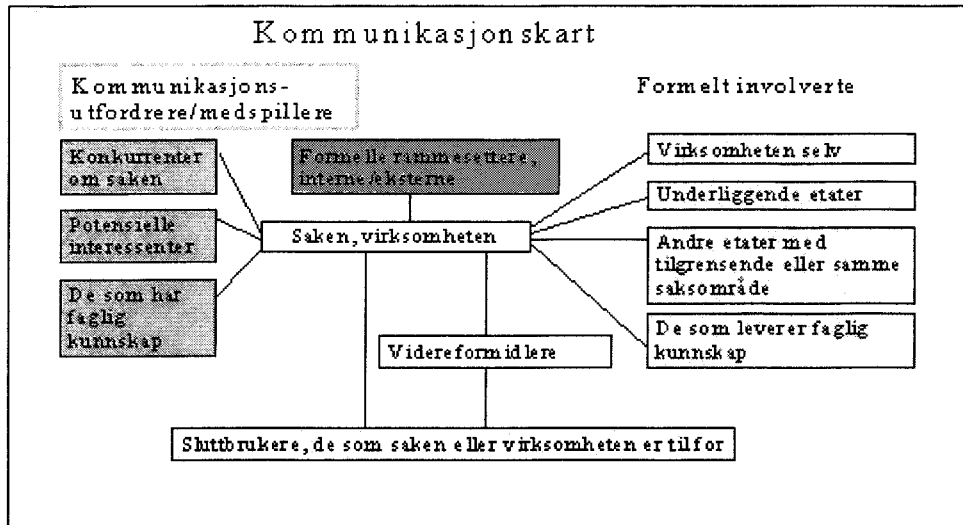 Kommunikasjonskart
Kommunikasjons-
utfordrere/medspillere
Konkurrenter
om saken
Potensielle
interessenter
De som har
faglig
kunnskap
Formelle rammesettere,
interne/eksterne
Saken, virksomheten
Videreformidlere
Sluttbrukere, de som saken eller virksomheten er til for
Formelt involverte
Virksomheten selv
Underliggende etater
Andre etater med
tilgrensende eller samme
saksområde
De som leverer faglig
kunnskap